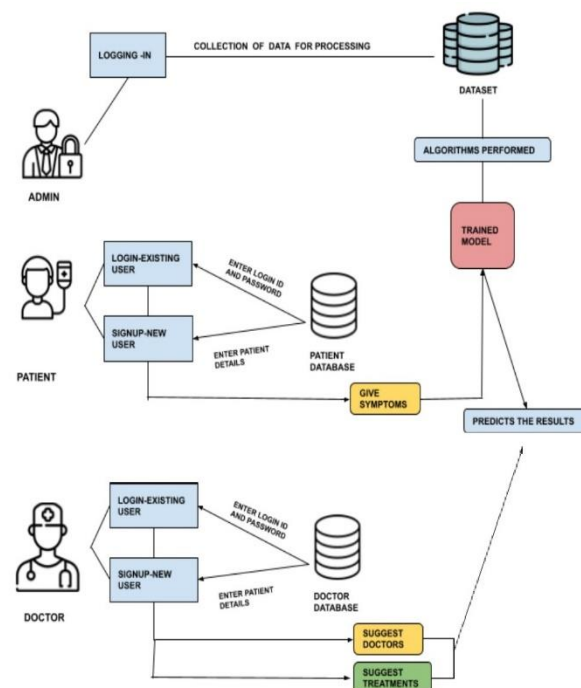 LOGGING -IN
COLLECTION OF DATA FOR PROCESSING
DATASET
ADMIN
ALGORITHMS PERFORMED
TRAINED
MODEL
LOGIN-EXISTING
USER
ENTER LOGIN ID
AND PASSWORD
SIGNUP-NEW
USER
ENTER PATIENT
DETAILS
PATIENT
DATABASE
PATIENT
GIVE
SYMPTOMS
PREDICTS THE RESULTS
LOGIN-EXISTING
USER
ENTER LOGIN ID
AND PASSWORD
SIGNUP-NEW
USER
ENTER PATIENT
DETAILS
DOCTOR
DATABASE
DOCTOR
SUGGEST
DOCTORS
SUGGEST
TREATMENTS